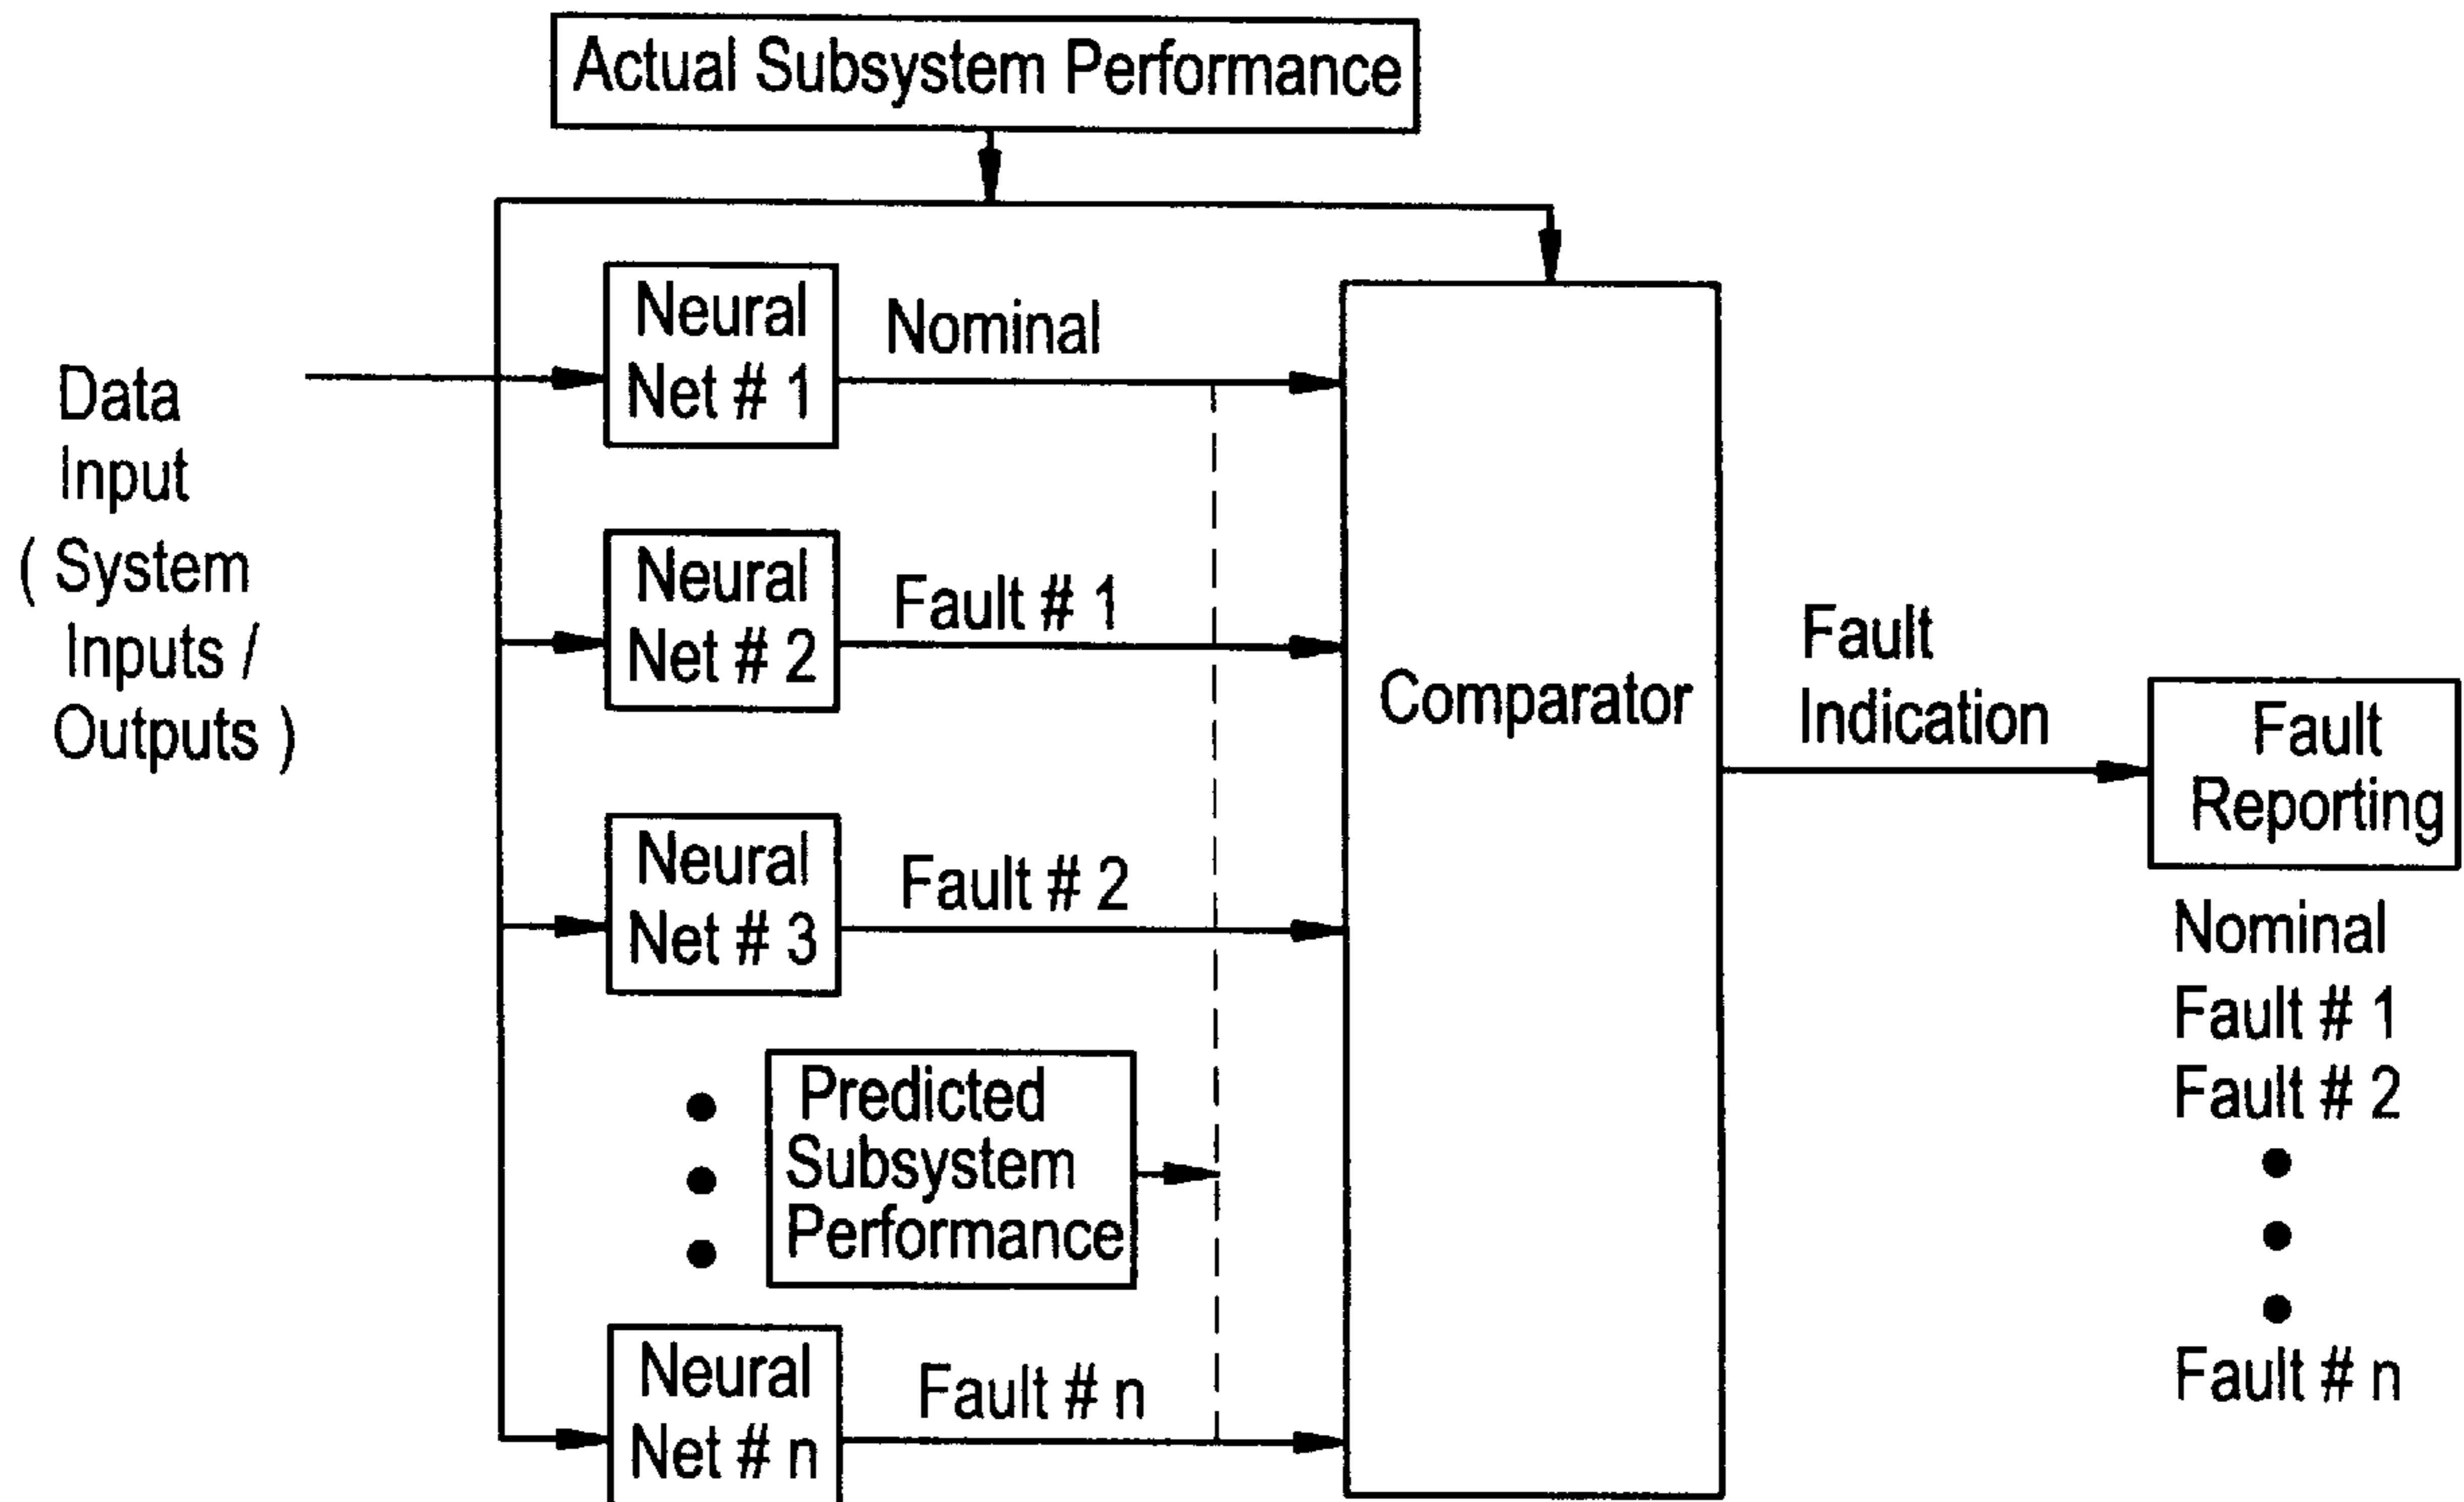 Actual Subsystem Performance
Data
Input
( System
Inputs /
Outputs )
Neural
Net # 1
Nominal
Neural
Net # 2
Fault # 1
Neural
Net # 3
Fault # 2
Predicted
Subsystem
Performance
Neural
Net # n
Fault # n
Comparator
Fault
Indication
Fault
Reporting
Nominal
Fault # 1
Fault # 2
Fault # n